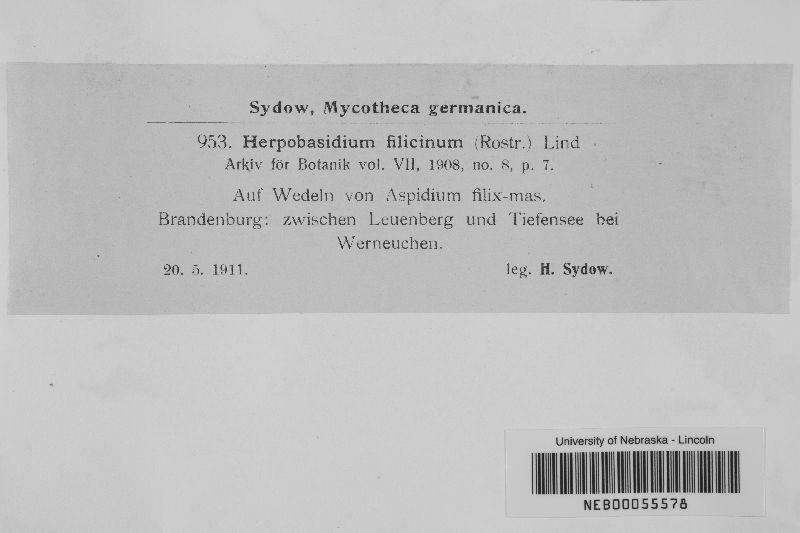 Sydow, Mycotheca germanica.
953. Herpobasidium filicinum (Rostr.) Lind
Arkiv för Botanik vol. VII, 1908, no. 8, p. 7.
Auf Wedeln von Aspidium filix-mas.
Brandenburg: zwischen Leuenberg und Tiefensee bei
Werneuchen.
20. 5. 1911. leg. H. Sydow.
University of Nebraska - Lincoln
NEB00055578